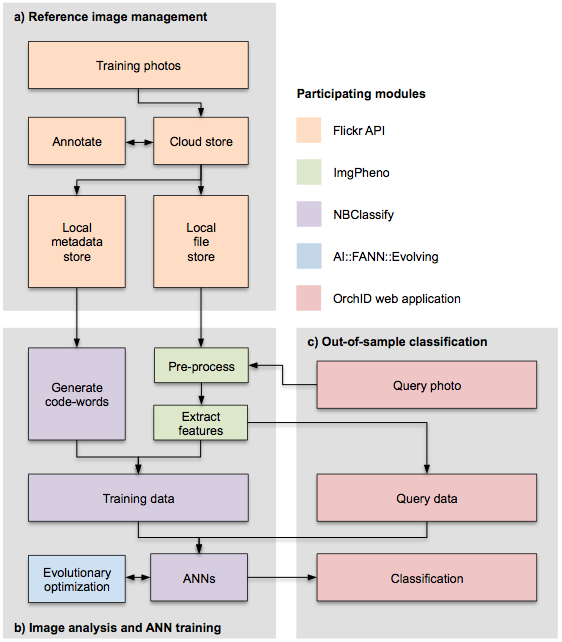 a) Reference image management
Training photos
Annotate
Cloud store
Local
metadata
store
Local
file
store
Participating modules
Flickr API
ImgPheno
NBClassify
AI::FANN::Evolving
OrchID web application
c) Out-of-sample classification
Generate
code-words
Pre-process
Query photo
Extract
features
Training data
Query data
Evolutionary
optimization
ANNs
Classification
b) Image analysis and ANN training